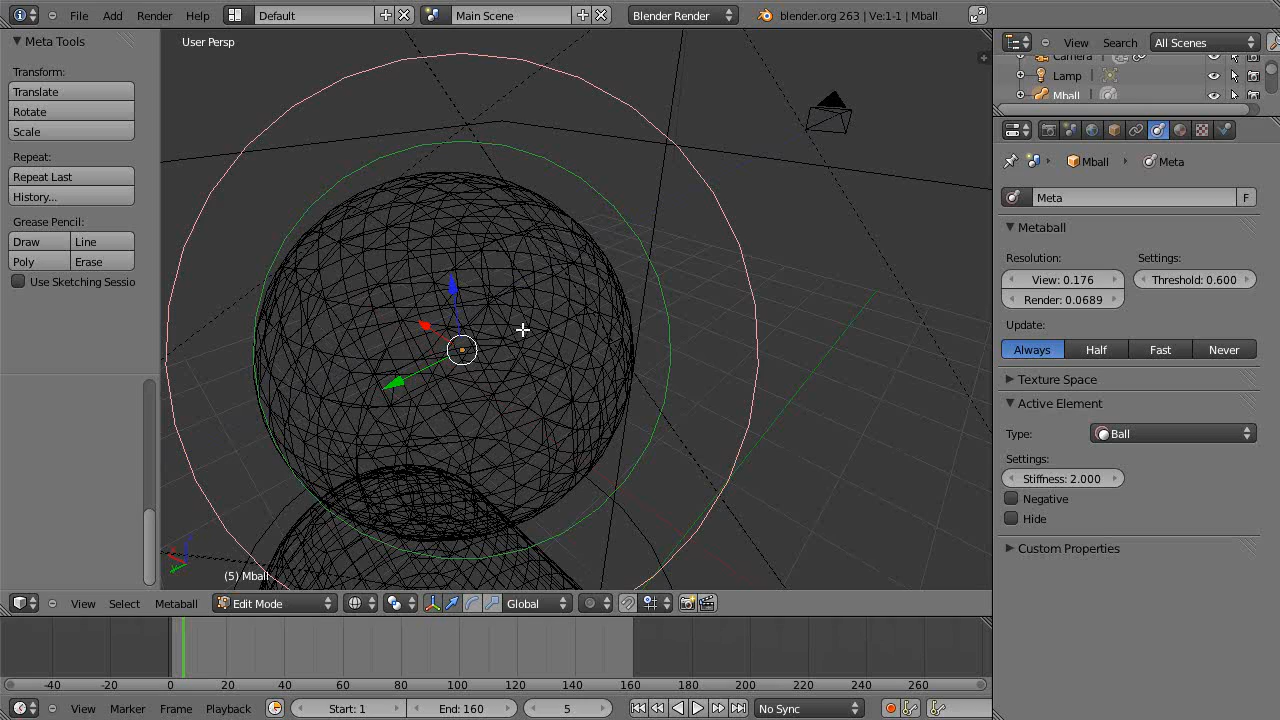 File Add Render Help Default Main Scene Blender Render blender.org 263 | Ve:1-1 | Mball
Meta Tools
Transform:
Translate
Rotate
Scale
Repeat:
Repeat Last
History...
Grease Pencil:
Draw Line
Poly Erase
Use Sketching Sessio
User Persp
(5) Mball
View Select Metaball Edit Mode Global
-40 -20 0 20 40 60 80 100 120 140 160 180 200 220 240 260
View Marker Frame Playback Start: 1 End: 160 5 No Sync
View Search All Scenes
Camera
Lamp
Mball
Mball Meta
Meta F
Metaball
Resolution: Settings:
View: 0.176 Threshold: 0.600
Render: 0.0689
Update:
Always Half Fast Never
Texture Space
Active Element
Type: Ball
Settings:
Stiffness: 2.000
Negative
Hide
Custom Properties